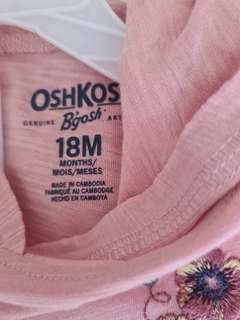 OSHKOS
GENUINE B'gosh ART
18M
MONTHS/
MOIS/MESES
MADE IN CAMBODIA
FABRIQUÉ AU CAMBODGE
HECHO EN CAMBOYA